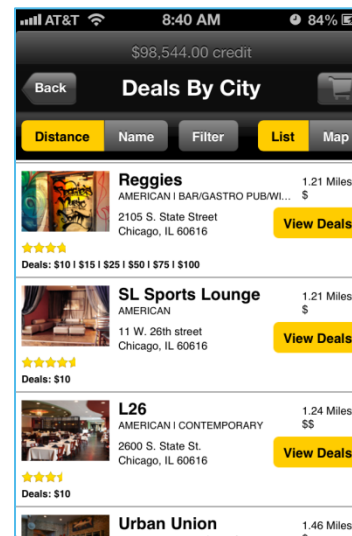 AT&T 8:40 AM 84%
$98,544.00 credit
Back Deals By City
Distance Name Filter List Map
Reggies 1.21 Miles
AMERICAN | BAR/GASTRO PUB/WI... $
2105 S. State Street View Deals
Chicago, IL 60616
Deals: $10 | $15 | $25 | $50 | $75 | $100
SL Sports Lounge 1.21 Miles
AMERICAN $
11 W. 26th street View Deals
Chicago, IL 60616
Deals: $10
L26 1.24 Miles
AMERICAN | CONTEMPORARY $$
2600 S. State St. View Deals
Chicago, IL 60616
Deals: $10
Urban Union 1.46 Miles